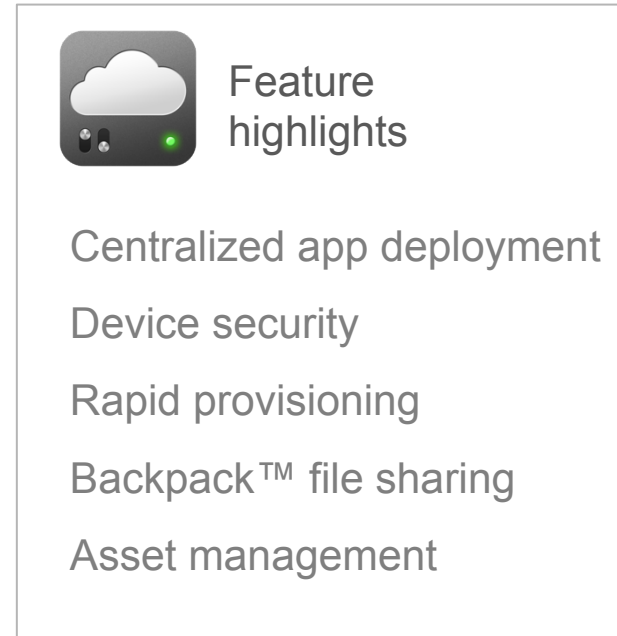 Feature
highlights
Centralized app deployment
Device security
Rapid provisioning
Backpack™ file sharing
Asset management